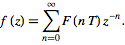 f (z) = ∑_{n=0}^{∞} F (n T) z^{-n}.